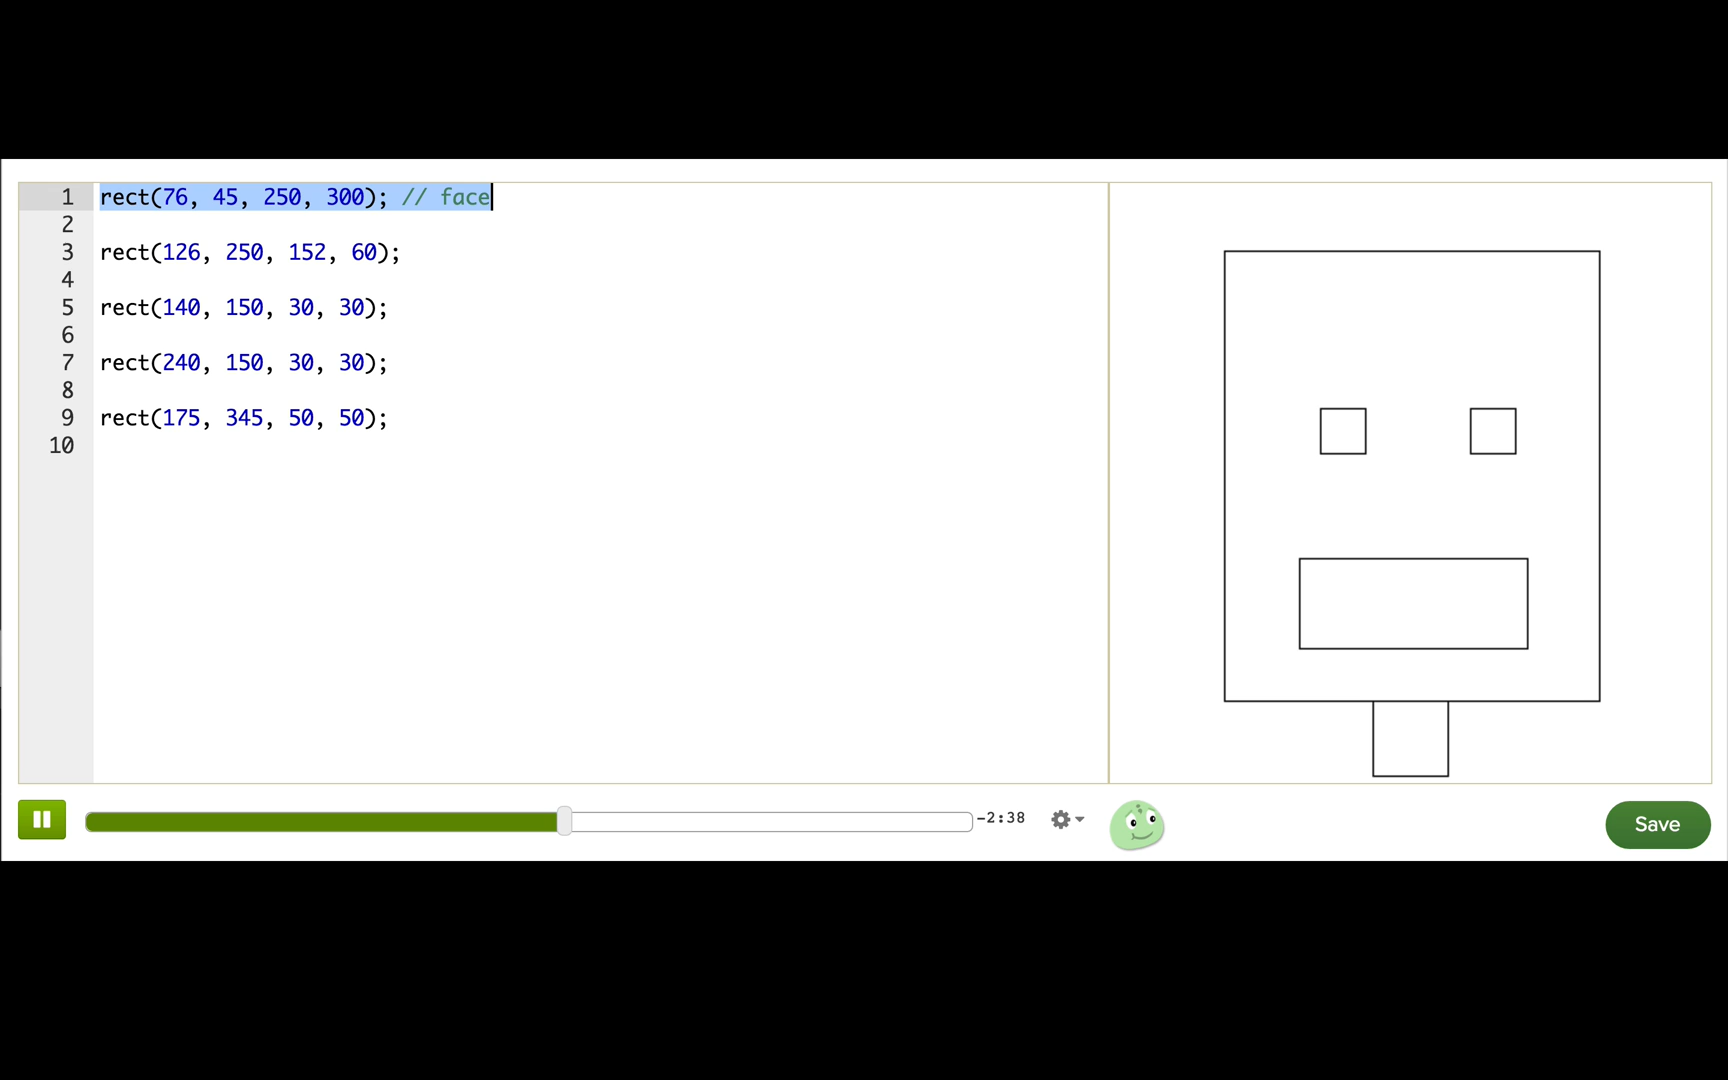 1 rect(76, 45, 250, 300); // face
2
3 rect(126, 250, 152, 60);
4
5 rect(140, 150, 30, 30);
6
7 rect(240, 150, 30, 30);
8
9 rect(175, 345, 50, 50);
10
-2:38
Save